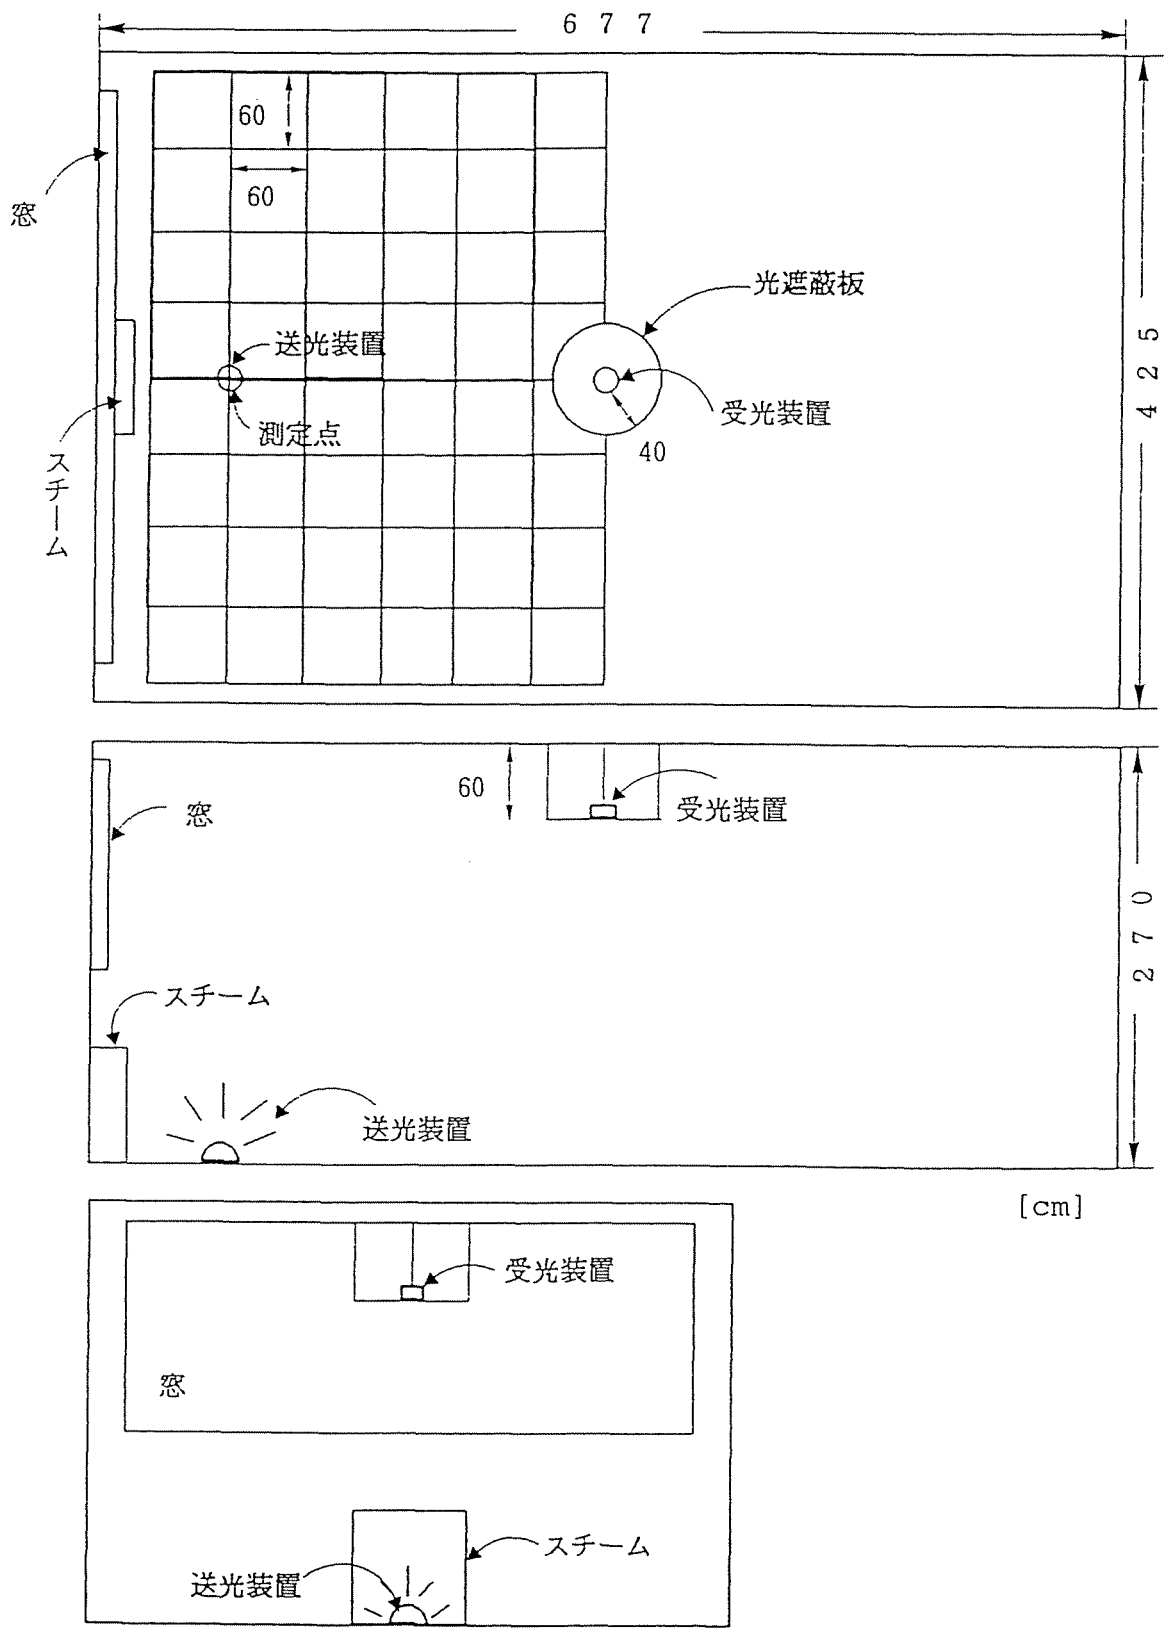 677
60
60
窓
光遮蔽板
送光装置
425
受光装置
測定点
40
スチーム
60
受光装置
窓
270
スチーム
送光装置
[cm]
受光装置
窓
スチーム
送光装置